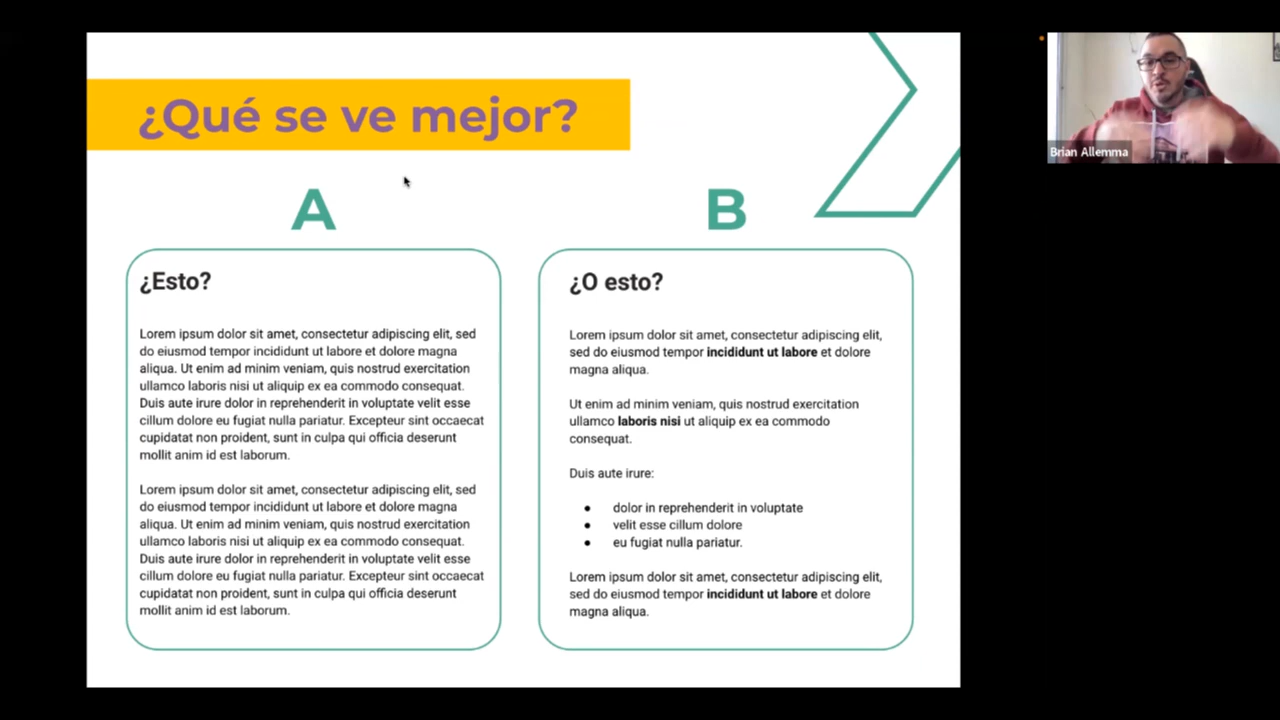 ¿Qué se ve mejor?
A
¿Esto?
Lorem ipsum dolor sit amet, consectetur adipiscing elit, sed
do eiusmod tempor incididunt ut labore et dolore magna
aliqua. Ut enim ad minim veniam, quis nostrud exercitation
ullamco laboris nisi ut aliquip ex ea commodo consequat.
Duis aute irure dolor in reprehenderit in voluptate velit esse
cillum dolore eu fugiat nulla pariatur. Excepteur sint occaecat
cupidatat non proident, sunt in culpa qui officia deserunt
mollit anim id est laborum.
Lorem ipsum dolor sit amet, consectetur adipiscing elit, sed
do eiusmod tempor incididunt ut labore et dolore magna
aliqua. Ut enim ad minim veniam, quis nostrud exercitation
ullamco laboris nisi ut aliquip ex ea commodo consequat.
Duis aute irure dolor in reprehenderit in voluptate velit esse
cillum dolore eu fugiat nulla pariatur. Excepteur sint occaecat
cupidatat non proident, sunt in culpa qui officia deserunt
mollit anim id est laborum.
B
¿O esto?
Lorem ipsum dolor sit amet, consectetur adipiscing elit,
sed do eiusmod tempor incididunt ut labore et dolore
magna aliqua.
Ut enim ad minim veniam, quis nostrud exercitation
ullamco laboris nisi ut aliquip ex ea commodo
consequat.
Duis aute irure:
● dolor in reprehenderit in voluptate
● velit esse cillum dolore
● eu fugiat nulla pariatur.
Lorem ipsum dolor sit amet, consectetur adipiscing elit,
sed do eiusmod tempor incididunt ut labore et dolore
magna aliqua.
Brian Allemma